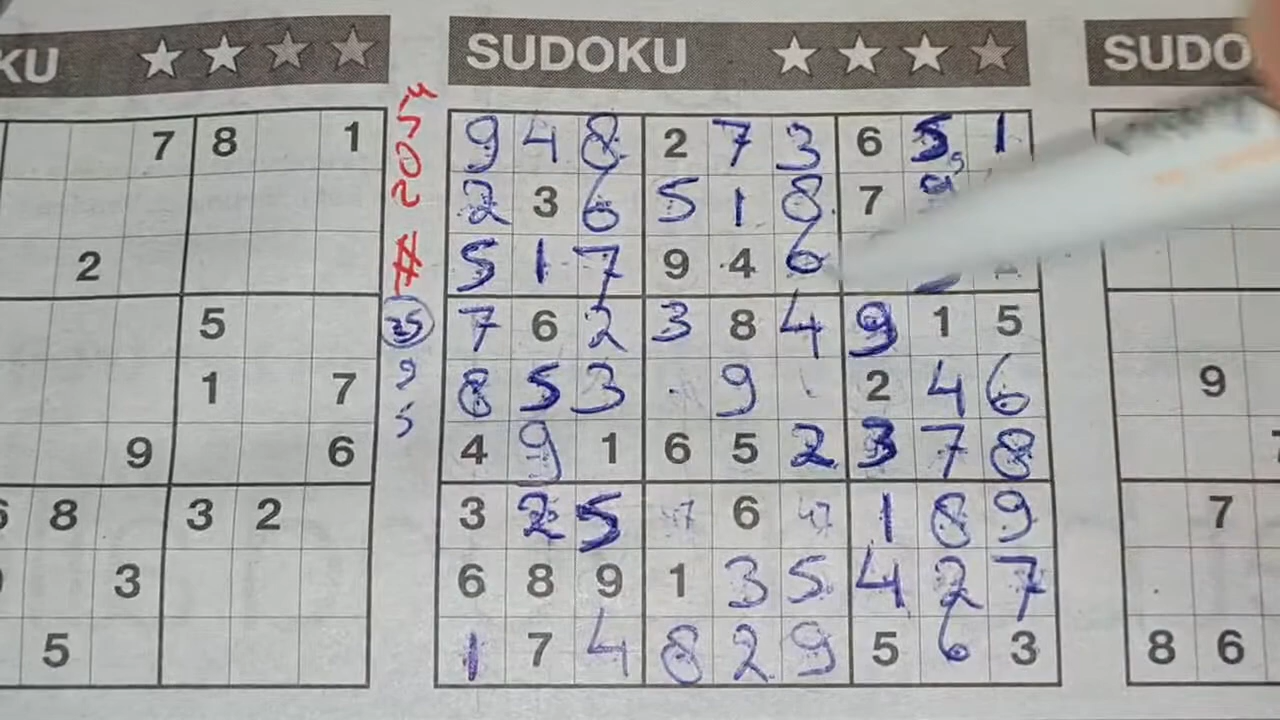 KU
SUDOKU
SUDO
7 8 1
2
5
1 7
9 6
8 3 2
3
5
2502 #
25
9
5
9 4 8 2 7 3 6 5 1
2 3 6 5 1 8 7
5 1 7 9 4 6
7 6 2 3 8 4 9 1 5
8 5 3 9 2 4 6
4 9 1 6 5 2 3 7 8
3 2 5 47 6 47 1 8 9
6 8 9 1 3 5 4 2 7
1 7 4 8 2 9 5 6 3
9
7
8 6